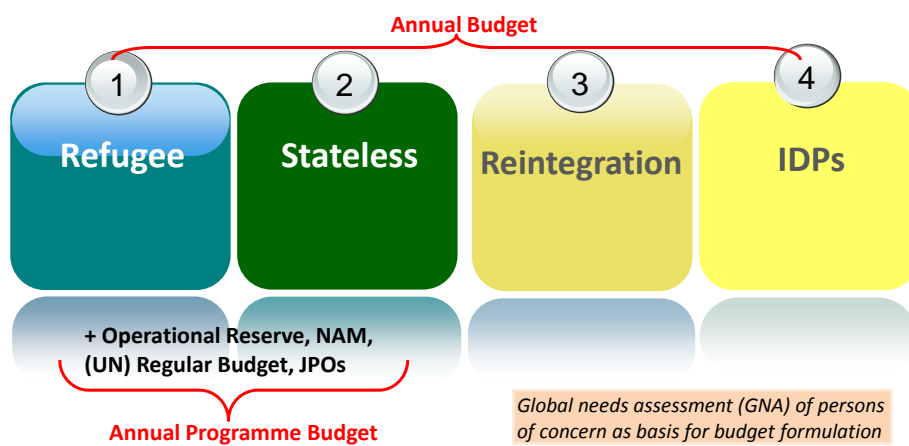 Annual Budget
1
2
3
4
Refugee
Stateless
Reintegration
IDPs
+ Operational Reserve, NAM,
(UN) Regular Budget, JPOs
Annual Programme Budget
Global needs assessment (GNA) of persons
of concern as basis for budget formulation